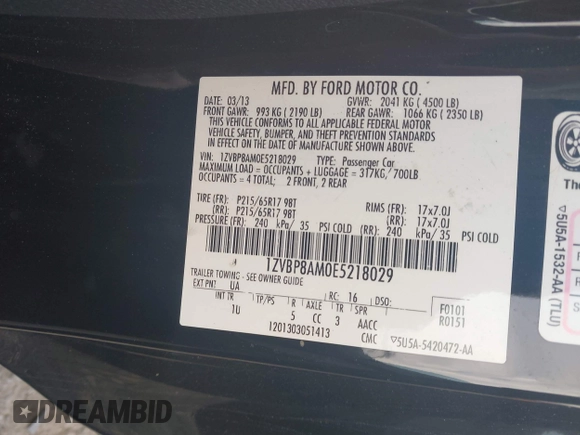 MFD. BY FORD MOTOR CO.
DATE: 03/13 GVWR: 2041 KG ( 4500 LB)
FRONT GAWR: 993 KG ( 2190 LB) REAR GAWR: 1066 KG ( 2350 LB)
THIS VEHICLE CONFORMS TO ALL APPLICABLE FEDERAL MOTOR
VEHICLE SAFETY, BUMPER, AND THEFT PREVENTION STANDARDS IN
EFFECT ON THE DATE OF MANUFACTURE SHOWN ABOVE.
VIN: 1ZVBP8AM0E5218029 TYPE: Passenger Car
MAXIMUM LOAD = OCCUPANTS + LUGGAGE = 317KG/700LB
OCCUPANTS = 4 TOTAL; 2 FRONT, 2 REAR
TIRE (FR): P215/65R17 98T RIMS (FR): 17x7.0J
(RR): P215/65R17 98T (RR): 17x7.0J
PRESSURE (FR): 240 kPa/ 35 PSI COLD (RR): 240 kPa/ 35 PSI COLD
1ZVBP8AM0E5218029
TRAILER TOWING - SEE OWNER GUIDE
EXT PNT: UA RC: 16 DSO: F0101
INT TR TP/PS R AXLE TR SPR R0151
1U 5 CC 3 AACC
1201303051413 CMC ▽5U5A-5420472-AA
▽5U5A-1532-AA (TLU)
F
R
S
DREAMBID